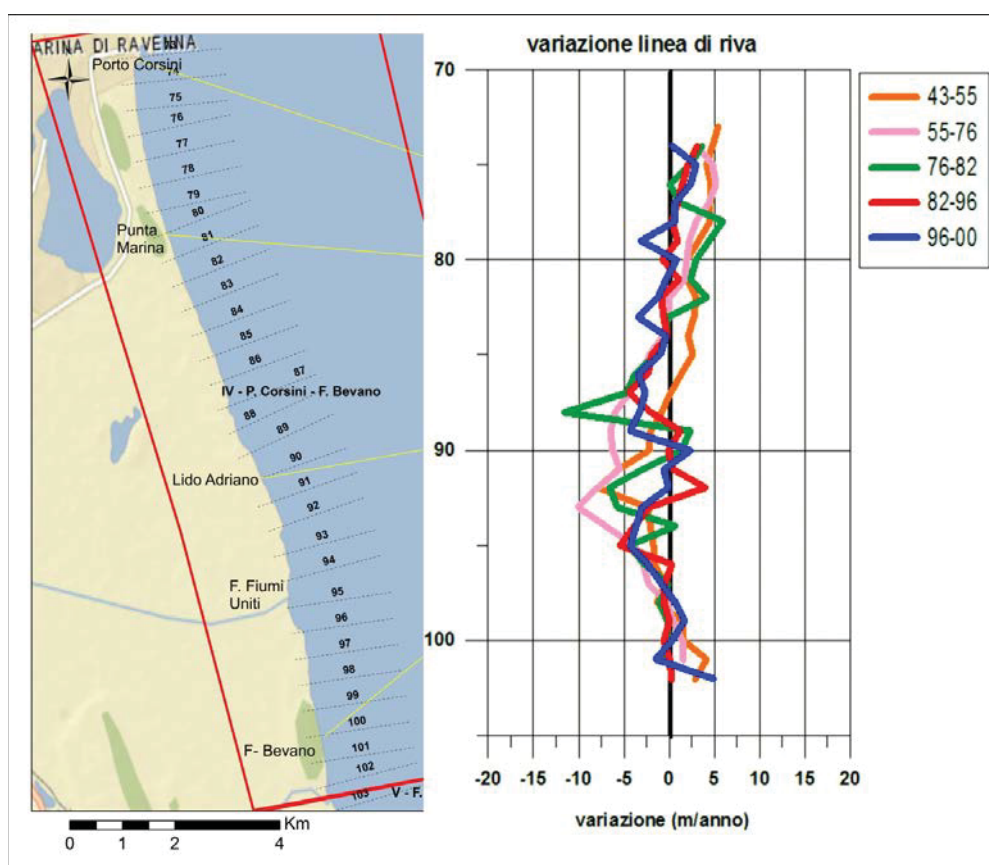 ARINA DI RAVENNA
Porto Corsini
73
74
75
76
77
78
79
80
Punta
Marina
81
82
83
84
85
86
87
IV - P. Corsini - F. Bevano
88
89
90
Lido Adriano
91
92
93
94
F. Fiumi
Uniti
95
96
97
98
99
100
F- Bevano
101
102
103
V - F.
Km
0 1 2 4
variazione linea di riva
70
80
90
100
-20 -10 -5 0 5 10 15 20
variazione (m/anno)
43-55
55-76
76-82
82-96
96-00